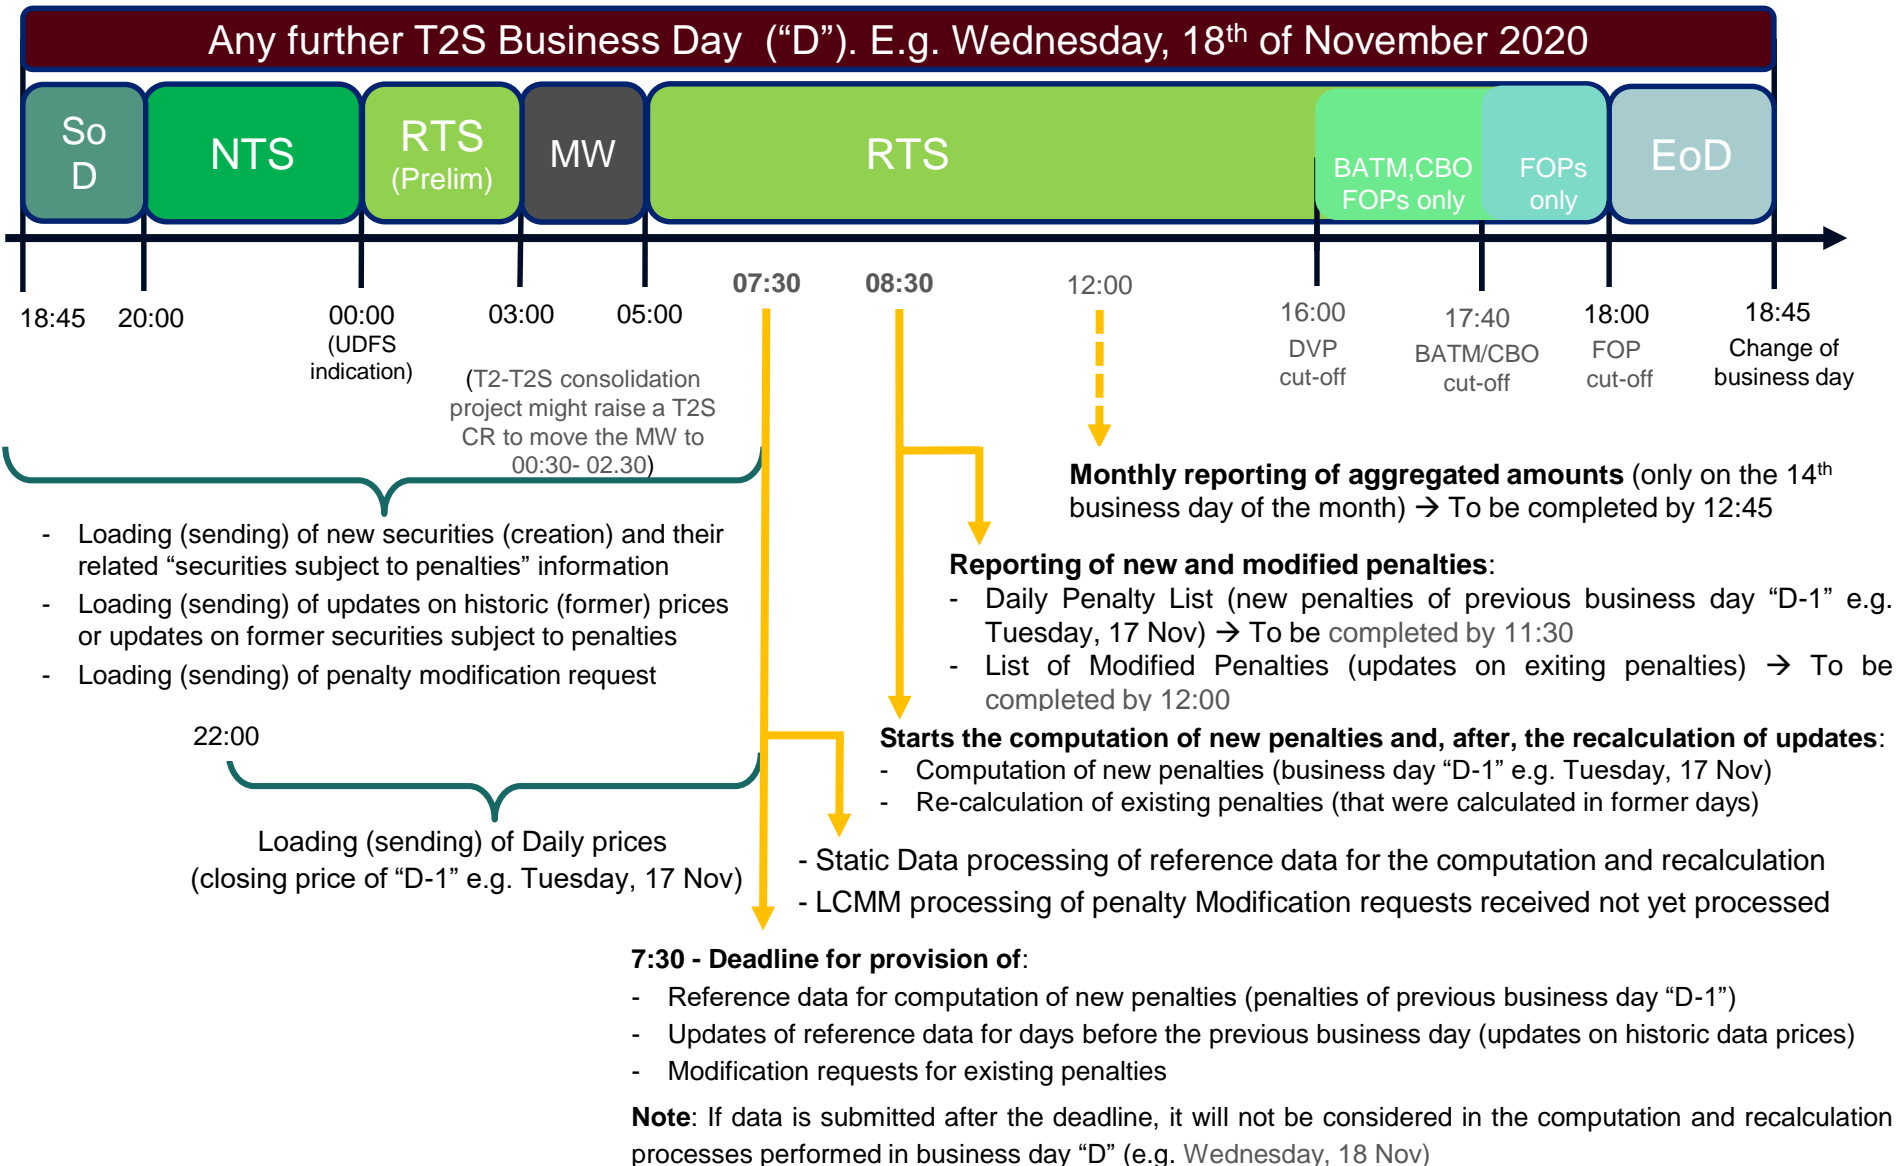 Any further T2S Business Day (“D”). E.g. Wednesday, 18th of November 2020
So
D
NTS
RTS
(Prelim)
MW
RTS
BATM,CBO
FOPs only
FOPs
only
EoD
18:45
20:00
00:00
(UDFS
indication)
03:00
05:00
07:30
08:30
12:00
16:00
DVP
cut-off
17:40
BATM/CBO
cut-off
18:00
FOP
cut-off
18:45
Change of
business day
(T2-T2S consolidation
project might raise a T2S
CR to move the MW to
00:30- 02.30)
- Loading (sending) of new securities (creation) and their
related “securities subject to penalties” information
- Loading (sending) of updates on historic (former) prices
or updates on former securities subject to penalties
- Loading (sending) of penalty modification request
22:00
Loading (sending) of Daily prices
(closing price of “D-1” e.g. Tuesday, 17 Nov)
Monthly reporting of aggregated amounts (only on the 14th
business day of the month) → To be completed by 12:45
Reporting of new and modified penalties:
- Daily Penalty List (new penalties of previous business day “D-1” e.g.
Tuesday, 17 Nov) → To be completed by 11:30
- List of Modified Penalties (updates on exiting penalties) → To be
completed by 12:00
Starts the computation of new penalties and, after, the recalculation of updates:
- Computation of new penalties (business day “D-1” e.g. Tuesday, 17 Nov)
- Re-calculation of existing penalties (that were calculated in former days)
- Static Data processing of reference data for the computation and recalculation
- LCMM processing of penalty Modification requests received not yet processed
7:30 - Deadline for provision of:
- Reference data for computation of new penalties (penalties of previous business day “D-1”)
- Updates of reference data for days before the previous business day (updates on historic data prices)
- Modification requests for existing penalties
Note: If data is submitted after the deadline, it will not be considered in the computation and recalculation
processes performed in business day “D” (e.g. Wednesday, 18 Nov)